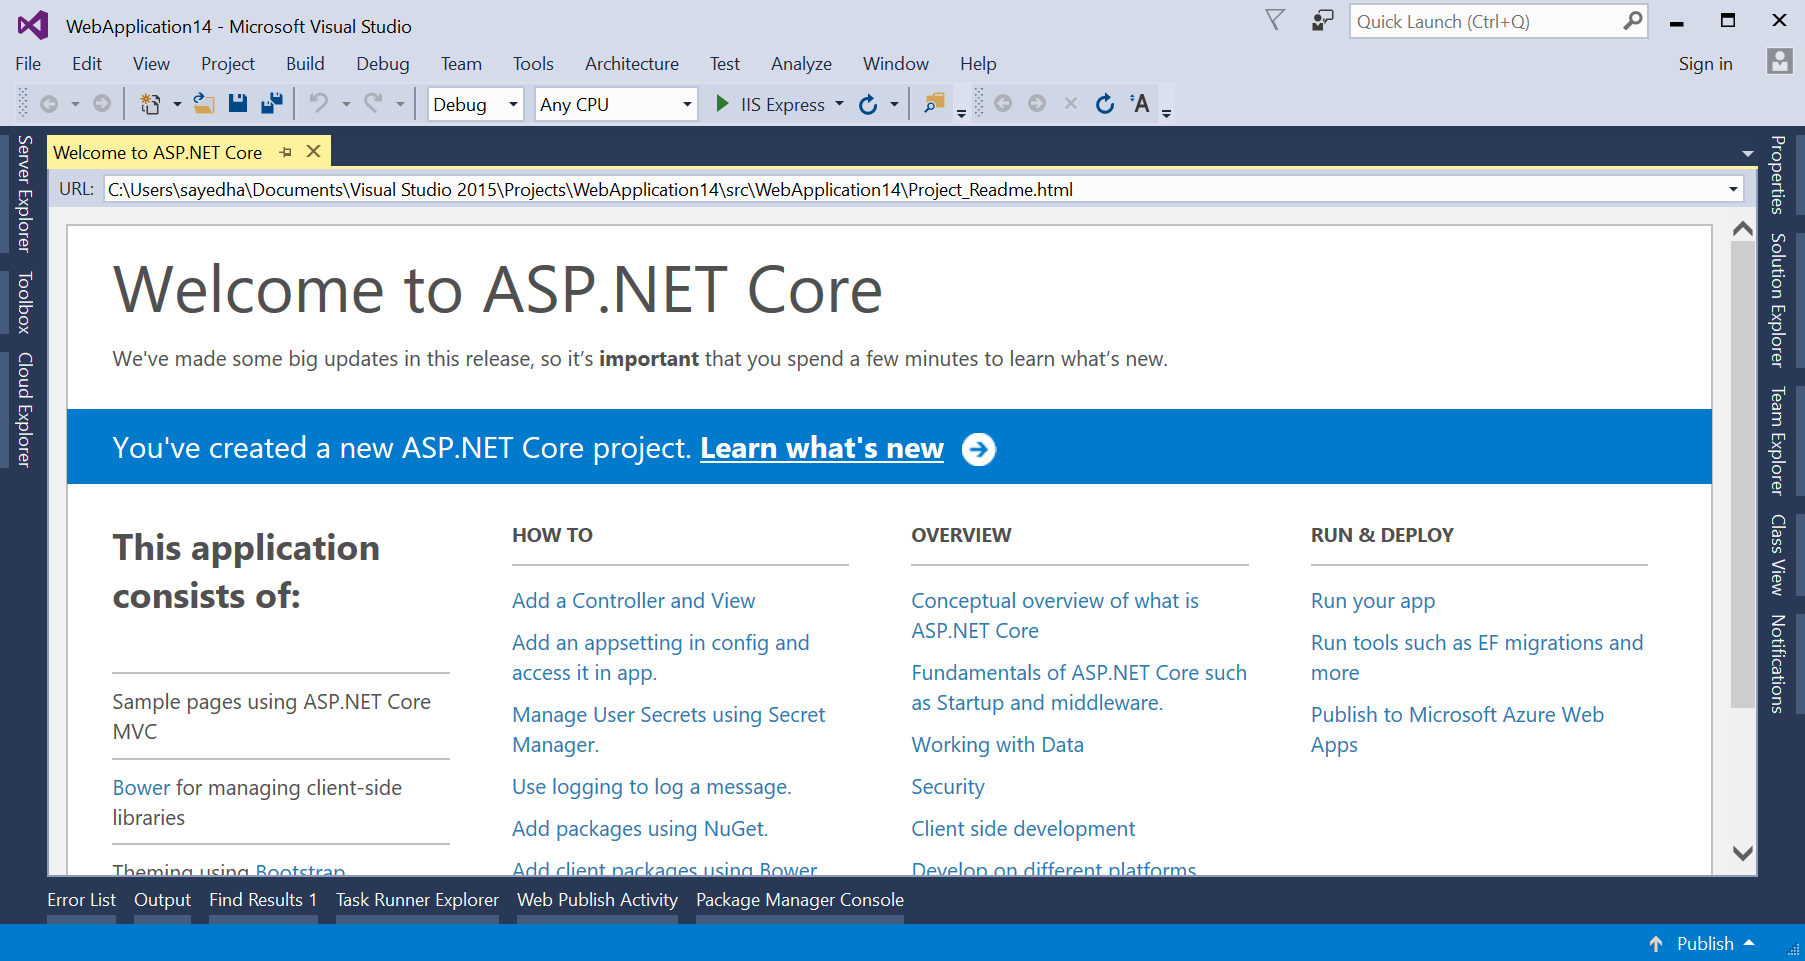 WebApplication14 - Microsoft Visual Studio
Quick Launch (Ctrl+Q)
File Edit View Project Build Debug Team Tools Architecture Test Analyze Window Help
Sign in
Debug Any CPU IIS Express
Welcome to ASP.NET Core
URL: C:\Users\sayedha\Documents\Visual Studio 2015\Projects\WebApplication14\src\WebApplication14\Project_Readme.html
Server Explorer
Toolbox
Cloud Explorer
Welcome to ASP.NET Core
We've made some big updates in this release, so it's important that you spend a few minutes to learn what's new.
You've created a new ASP.NET Core project. Learn what's new
This application
consists of:
Sample pages using ASP.NET Core
MVC
Bower for managing client-side
libraries
Theming using Bootstrap
HOW TO
Add a Controller and View
Add an appsetting in config and
access it in app.
Manage User Secrets using Secret
Manager.
Use logging to log a message.
Add packages using NuGet.
Add client packages using Bower
OVERVIEW
Conceptual overview of what is
ASP.NET Core
Fundamentals of ASP.NET Core such
as Startup and middleware.
Working with Data
Security
Client side development
Develop on different platforms
RUN & DEPLOY
Run your app
Run tools such as EF migrations and
more
Publish to Microsoft Azure Web
Apps
Properties
Solution Explorer
Team Explorer
Class View
Notifications
Error List Output Find Results 1 Task Runner Explorer Web Publish Activity Package Manager Console
Publish